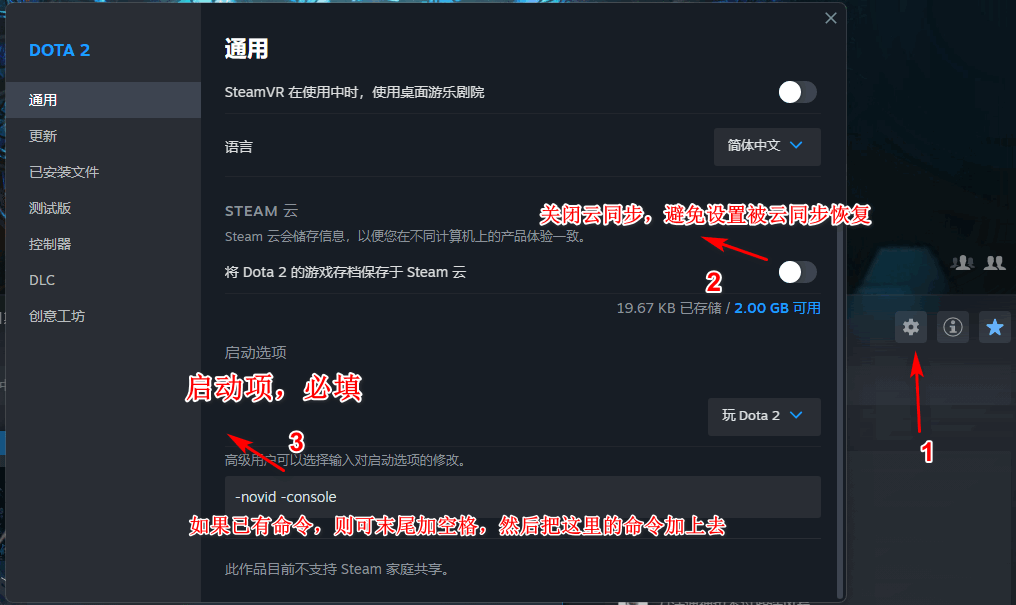 DOTA 2
通用
更新
已安装文件
测试版
控制器
DLC
创意工坊
通用
SteamVR 在使用中时，使用桌面游乐剧院
语言
简体中文
STEAM 云
关闭云同步，避免设置被云同步恢复
Steam 云会储存信息，以便您在不同计算机上的产品体验一致。
将 Dota 2 的游戏存档保存于 Steam 云
2
19.67 KB 已存储 / 2.00 GB 可用
启动选项
启动项，必填
玩 Dota 2
3
1
高级用户可以选择输入对启动选项的修改。
-novid -console
如果已有命令，则可末尾加空格，然后把这里的命令加上去
此作品目前不支持 Steam 家庭共享。